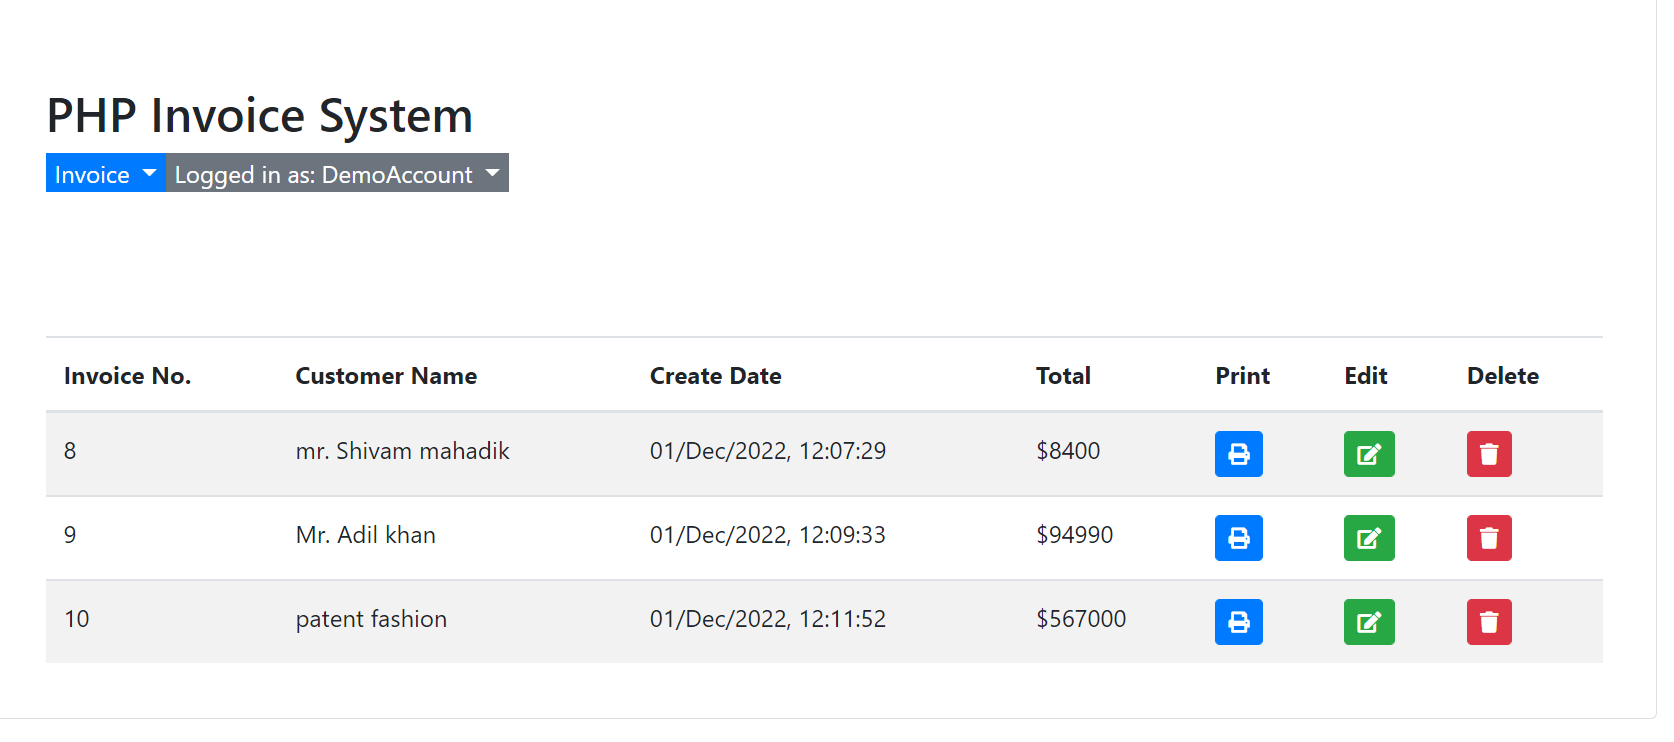 PHP Invoice System
Invoice Logged in as: DemoAccount
Invoice No. Customer Name Create Date Total Print Edit Delete
8 mr. Shivam mahadik 01/Dec/2022, 12:07:29 $8400
9 Mr. Adil khan 01/Dec/2022, 12:09:33 $94990
10 patent fashion 01/Dec/2022, 12:11:52 $567000